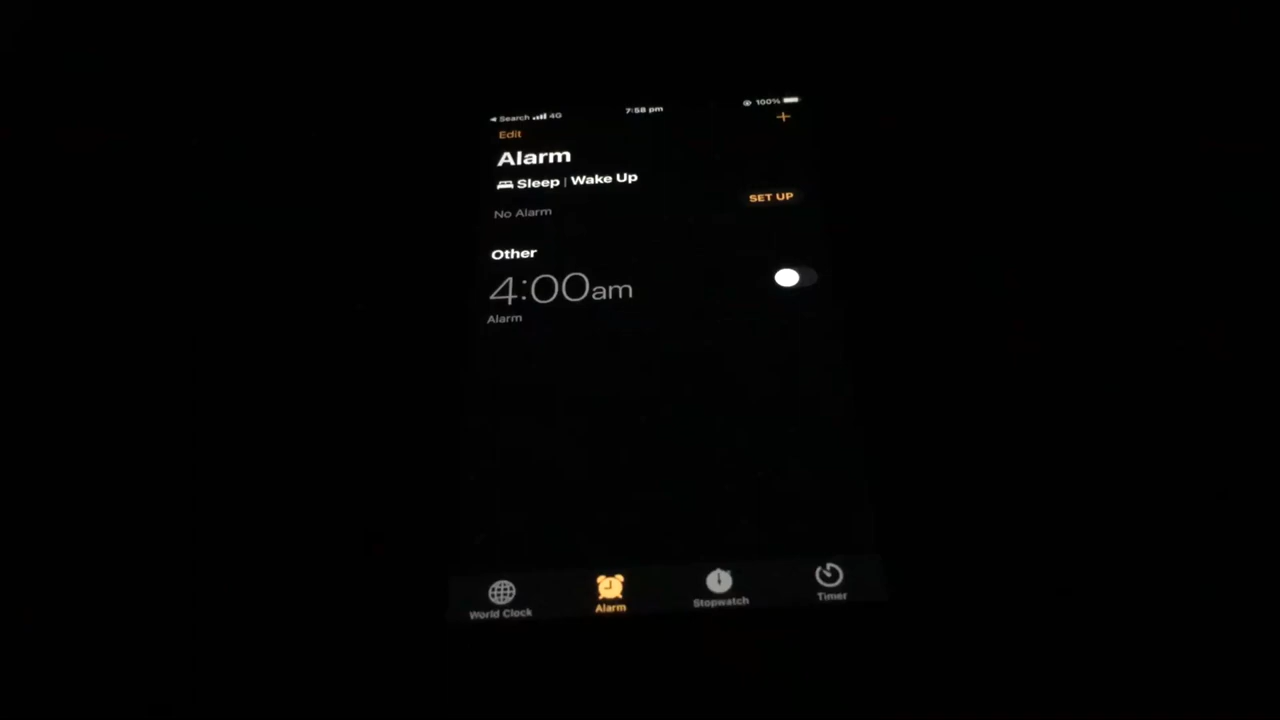 ◀ Search 4G 7:58 pm 100%
Edit +
Alarm
Sleep | Wake Up
SET UP
No Alarm
Other
4:00am
Alarm
World Clock Alarm Stopwatch Timer